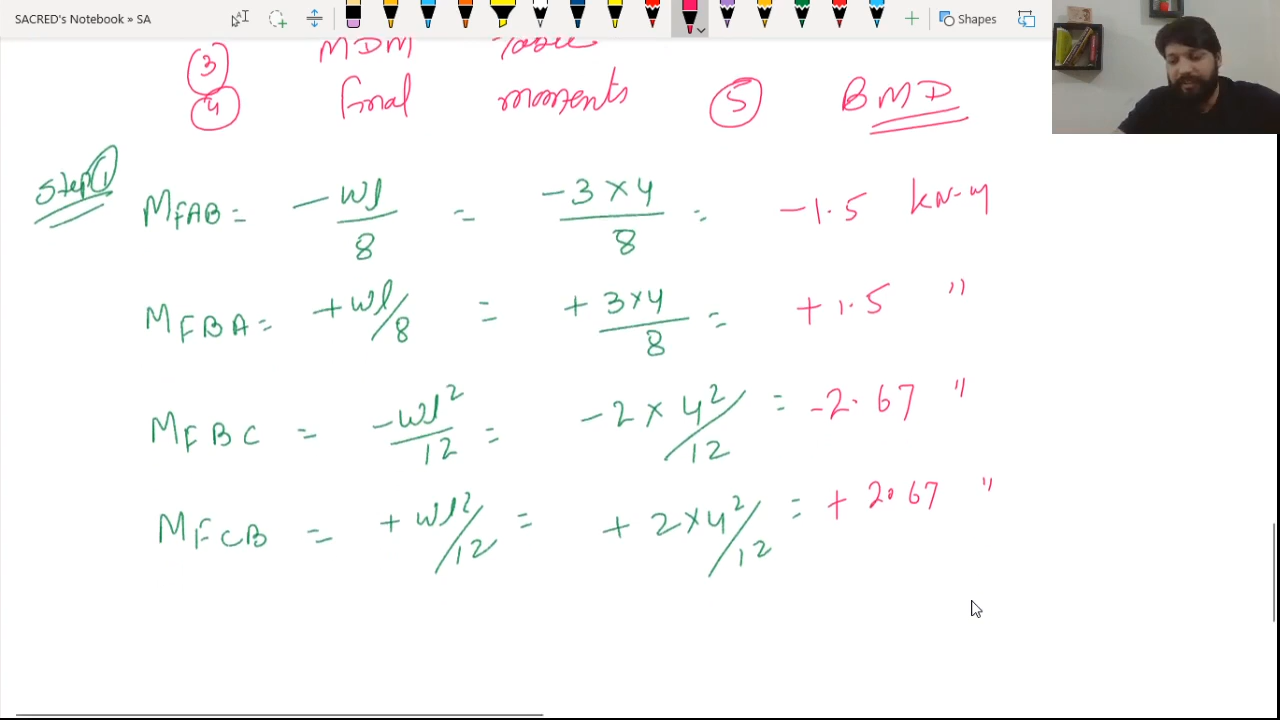 SACRED's Notebook » SA
Shapes
3 MDM Table
4 final moments 5 BMD
Step 1
MFAB = -wl/8 = -3×4/8 = -1.5 kN-m
MFBA = +wl/8 = +3×4/8 = +1.5 "
MFBC = -wl²/12 = -2×4²/12 = -2.67 "
MFCB = +wl²/12 = +2×4²/12 = +2.67 "